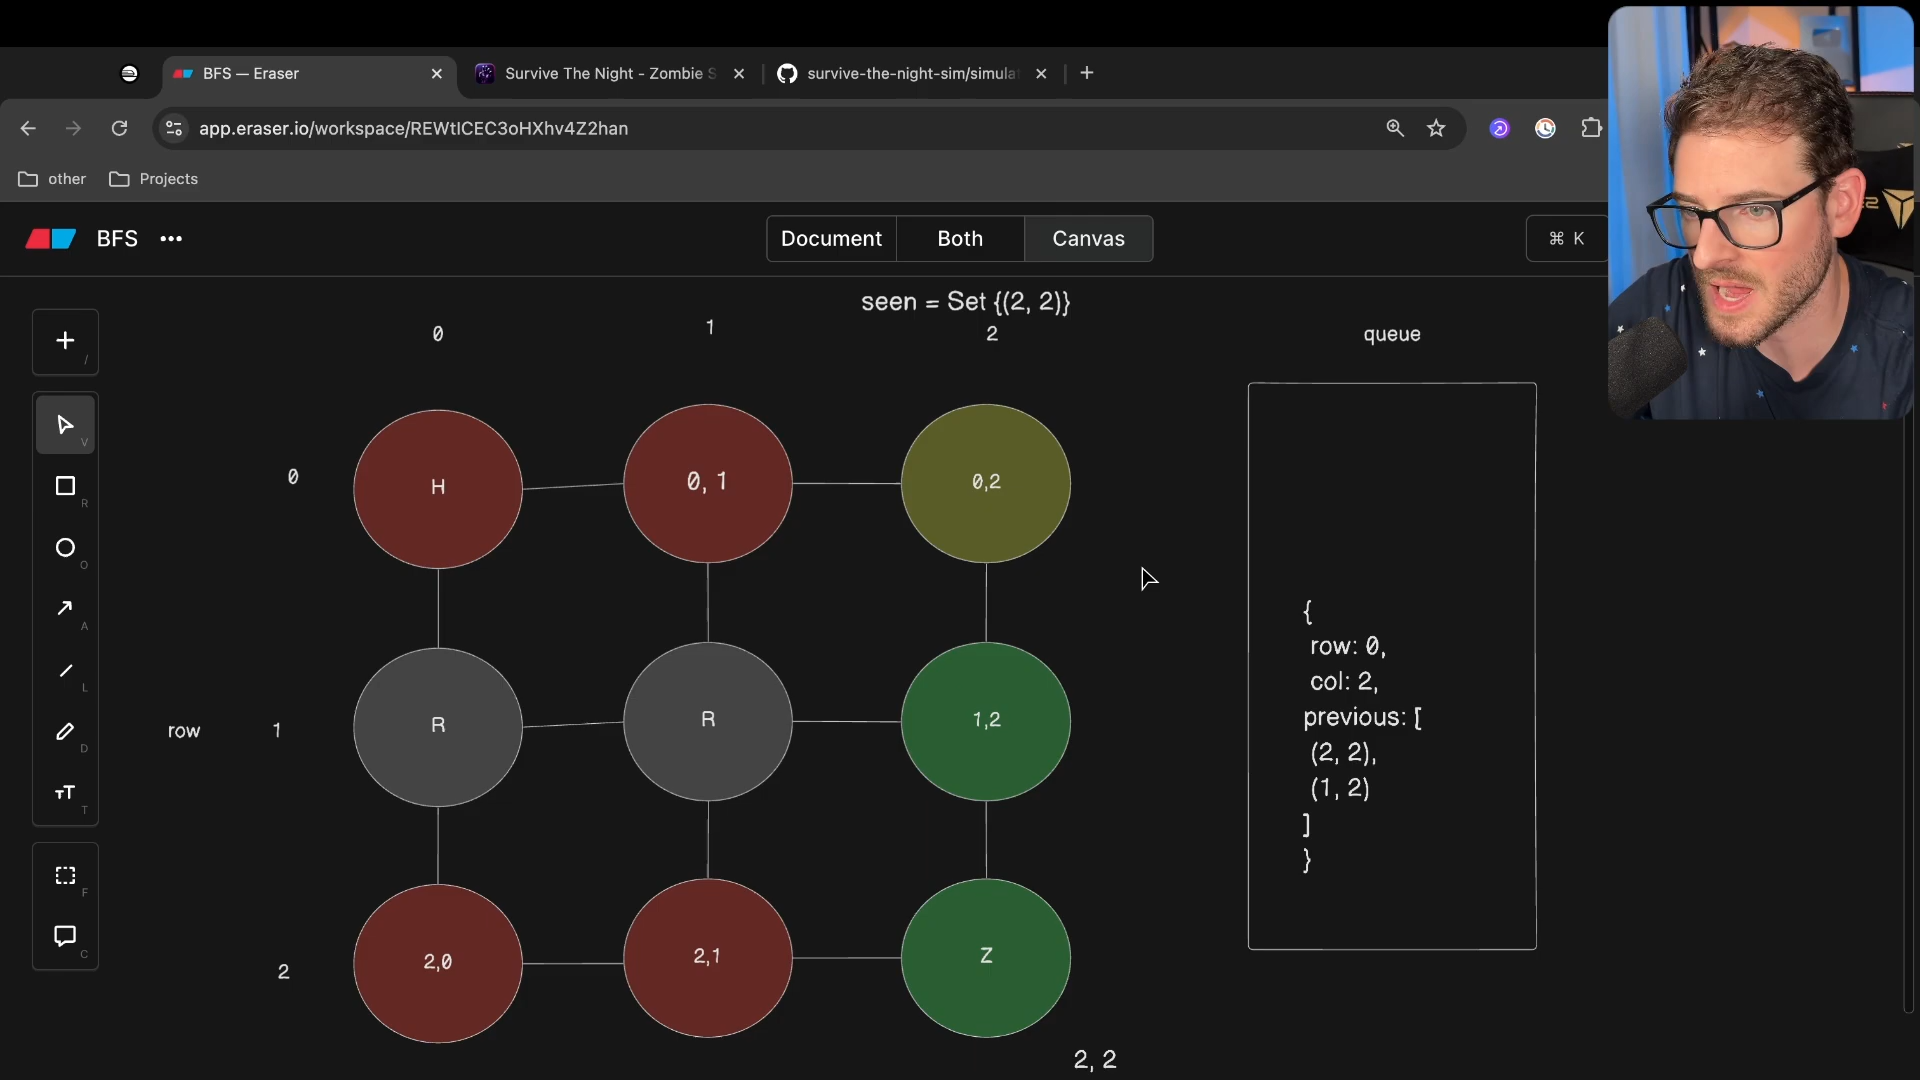 BFS — Eraser
Survive The Night - Zombie S
survive-the-night-sim/simula
app.eraser.io/workspace/REWtlCEC3oHXhv4Z2han
other
Projects
BFS
Document
Both
Canvas
⌘ K
seen = Set {(2, 2)}
0
1
2
queue
/
V
R
O
A
L
D
T
F
C
0
H
0, 1
0,2
row
1
R
R
1,2
2
2,0
2,1
Z
2, 2
{
row: 0,
col: 2,
previous: [
(2, 2),
(1, 2)
]
}